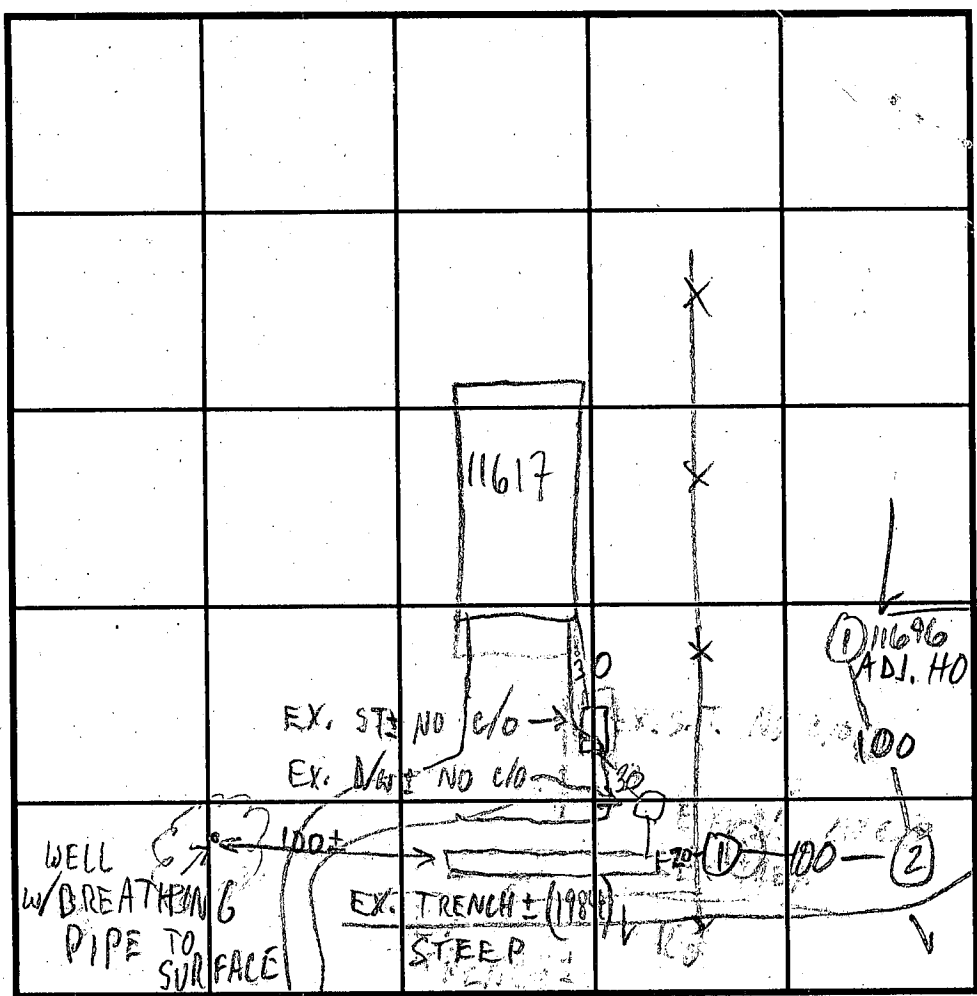 11617
① 11696
ADJ. HO
30
EX. ST± NO C/O
100
EX. D/W± NO C/O
30
100±
WELL
W/BREATHING
PIPE TO
SURFACE
20
①
100
②
EX. TRENCH ± (1984±)
STEEP